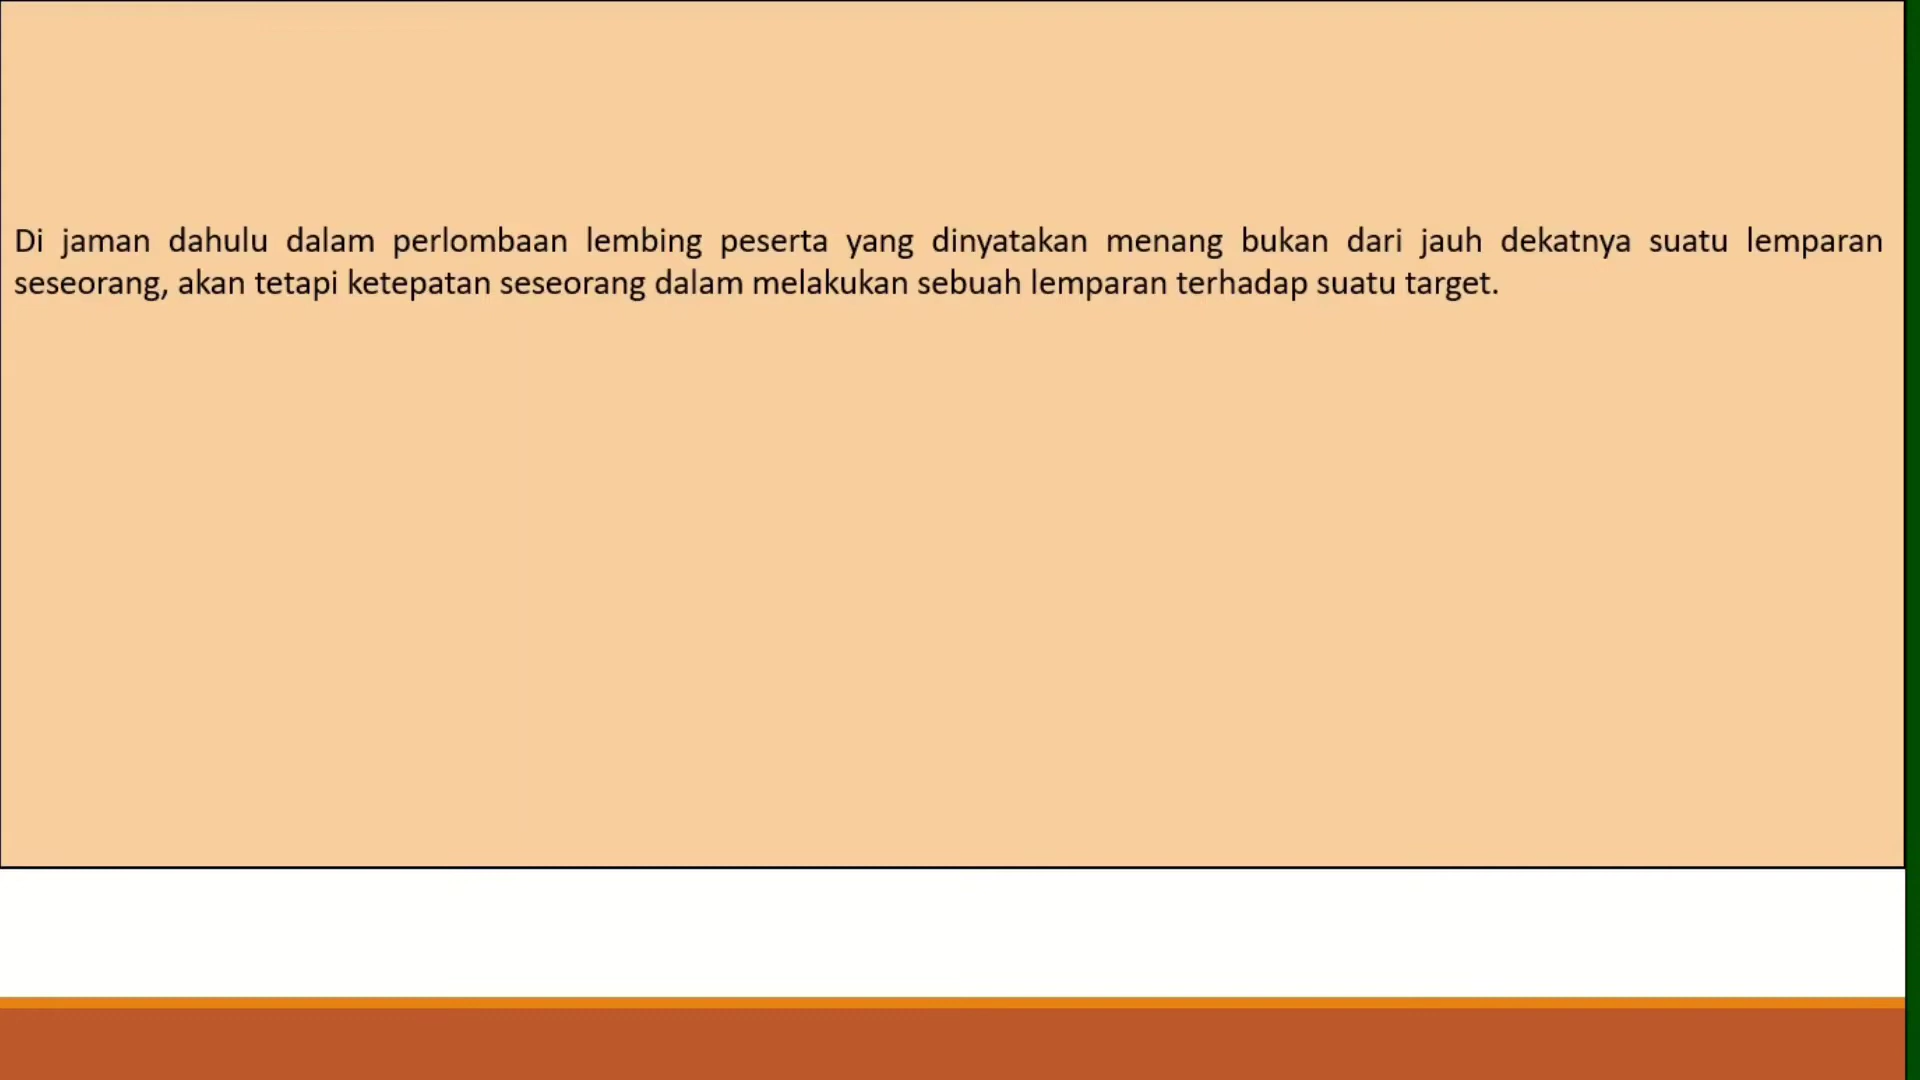 Di jaman dahulu dalam perlombaan lembing peserta yang dinyatakan menang bukan dari jauh dekatnya suatu lemparan
seseorang, akan tetapi ketepatan seseorang dalam melakukan sebuah lemparan terhadap suatu target.